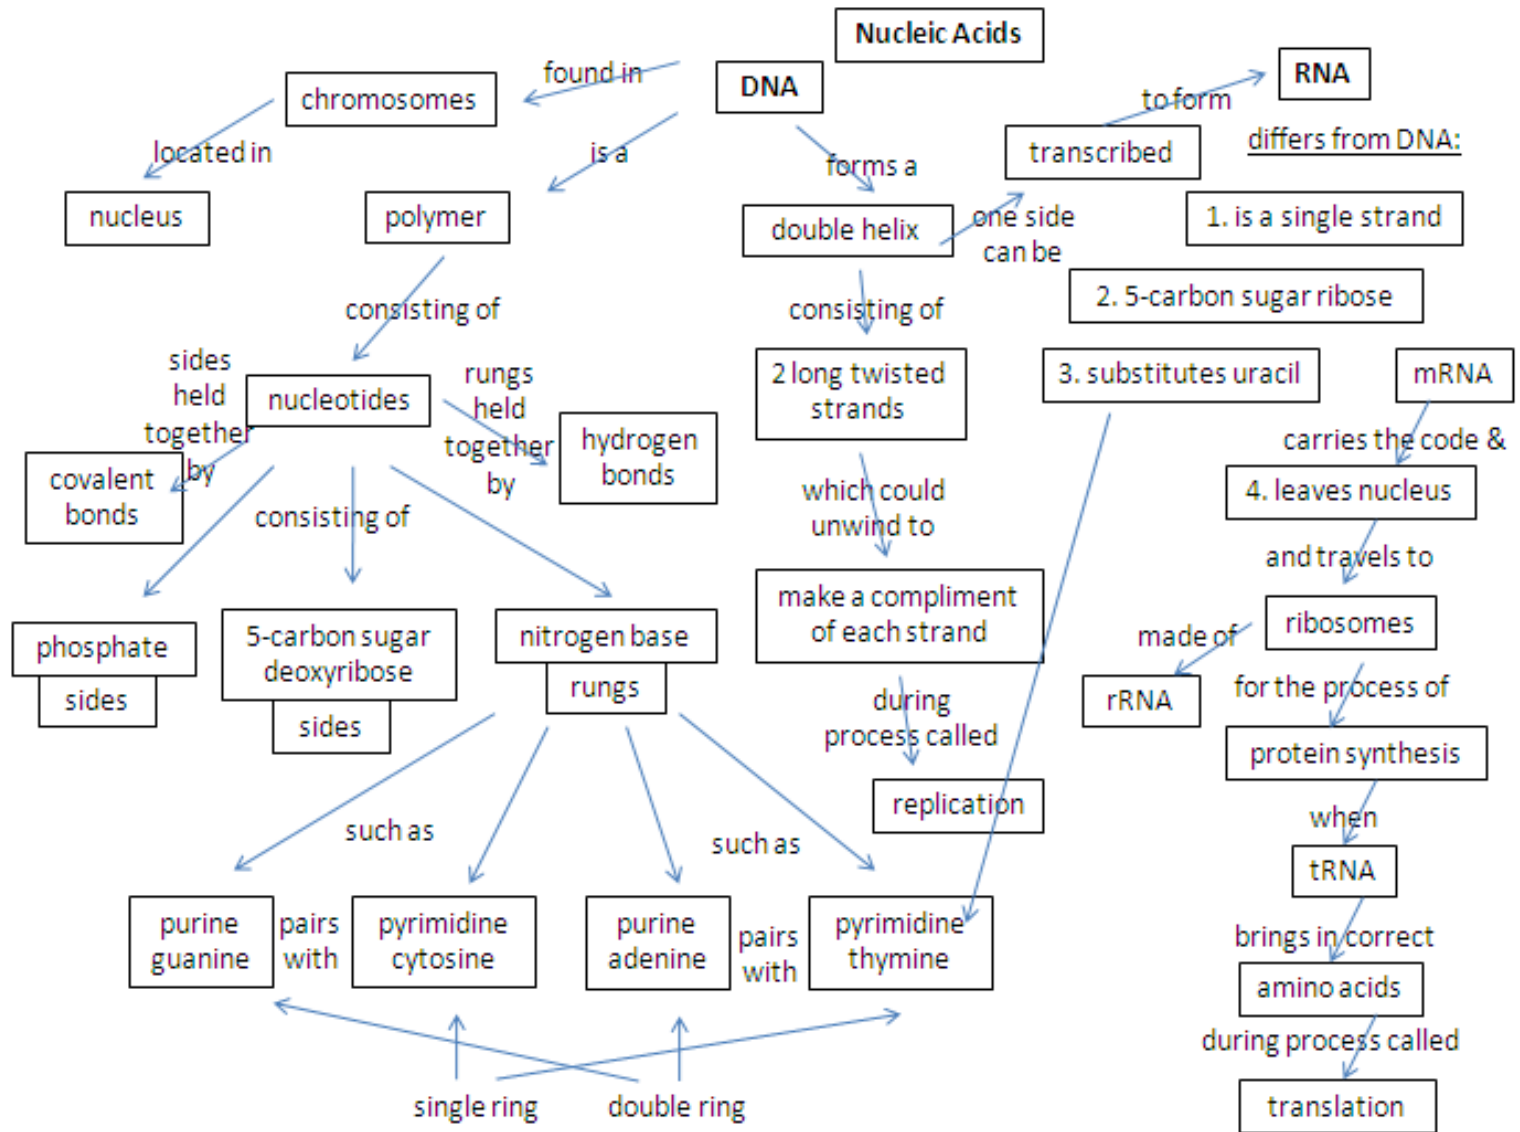 Nucleic Acids
DNA
RNA
found in
chromosomes
to form
differs from DNA:
located in
is a
forms a
transcribed
nucleus
polymer
double helix
one side
can be
1. is a single strand
2. 5-carbon sugar ribose
consisting of
consisting of
sides
held
together
by
nucleotides
rungs
held
together
by
2 long twisted
strands
3. substitutes uracil
mRNA
covalent
bonds
hydrogen
bonds
carries the code &
4. leaves nucleus
consisting of
which could
unwind to
and travels to
phosphate
sides
5-carbon sugar
deoxyribose
sides
nitrogen base
rungs
make a compliment
of each strand
made of
ribosomes
rRNA
for the process of
during
process called
protein synthesis
replication
when
such as
such as
tRNA
purine
guanine
pairs
with
pyrimidine
cytosine
purine
adenine
pairs
with
pyrimidine
thymine
brings in correct
amino acids
during process called
translation
single ring
double ring